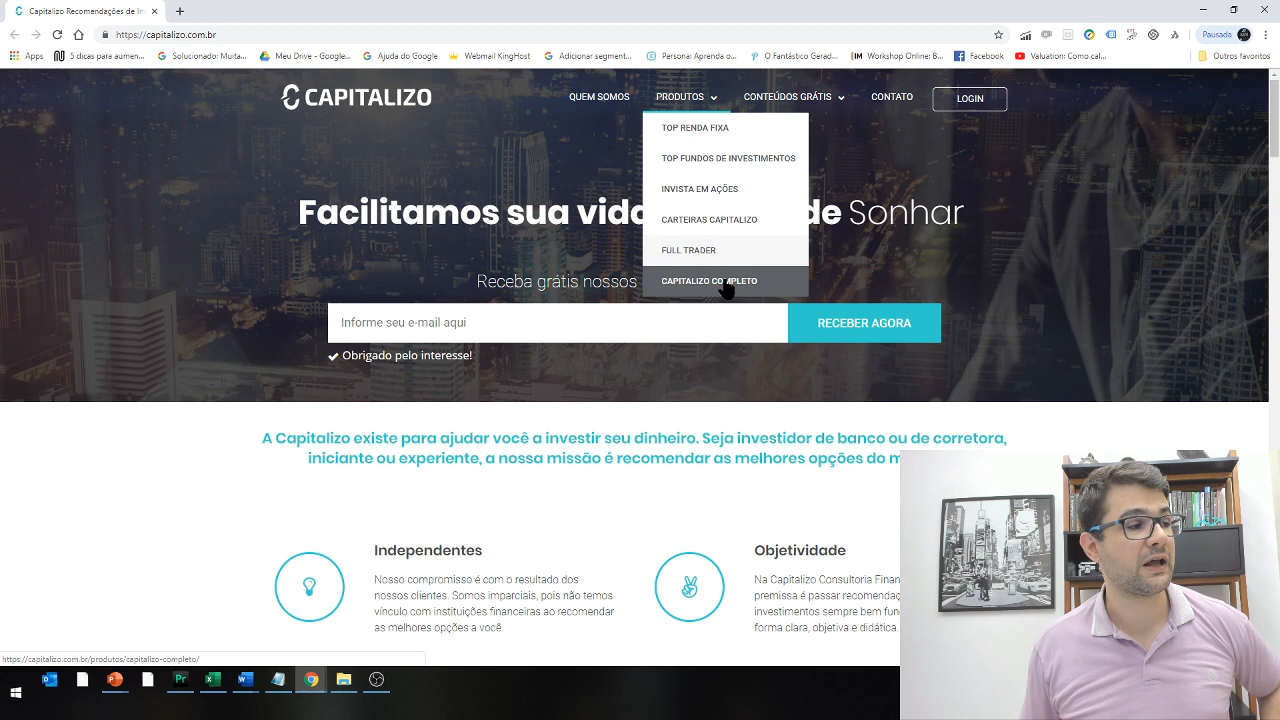 Capitalizo Recomendações de In
https://capitalizo.com.br
Pausada
Apps
5 dicas para aumen...
Solucionado: Muita...
Meu Drive - Google...
Ajuda do Google
Webmail KingHost
Adicionar segment...
Persona: Aprenda o...
O Fantástico Gerad...
Workshop Online: B...
Facebook
Valuation: Como cal...
Outros favoritos
CAPITALIZO
QUEM SOMOS
PRODUTOS
CONTEÚDOS GRÁTIS
CONTATO
LOGIN
TOP RENDA FIXA
TOP FUNDOS DE INVESTIMENTOS
INVISTA EM AÇÕES
CARTEIRAS CAPITALIZO
FULL TRADER
CAPITALIZO COMPLETO
Facilitamos sua vida de Sonhar
Receba grátis nossos
Informe seu e-mail aqui
RECEBER AGORA
Obrigado pelo interesse!
A Capitalizo existe para ajudar você a investir seu dinheiro. Seja investidor de banco ou de corretora,
iniciante ou experiente, a nossa missão é recomendar as melhores opções do m
Independentes
Nosso compromisso é com o resultado dos
nossos clientes. Somos imparciais, pois não temos
vínculo com instituições financeiras ao recomendar
as melhores opções a você.
Objetividade
Na Capitalizo Consultoria Finan
premissa é passar recomendaç
investimentos sempre bem fun
forma clara, objetiva e didática.
https://capitalizo.com.br/produtos/capitalizo-completo/